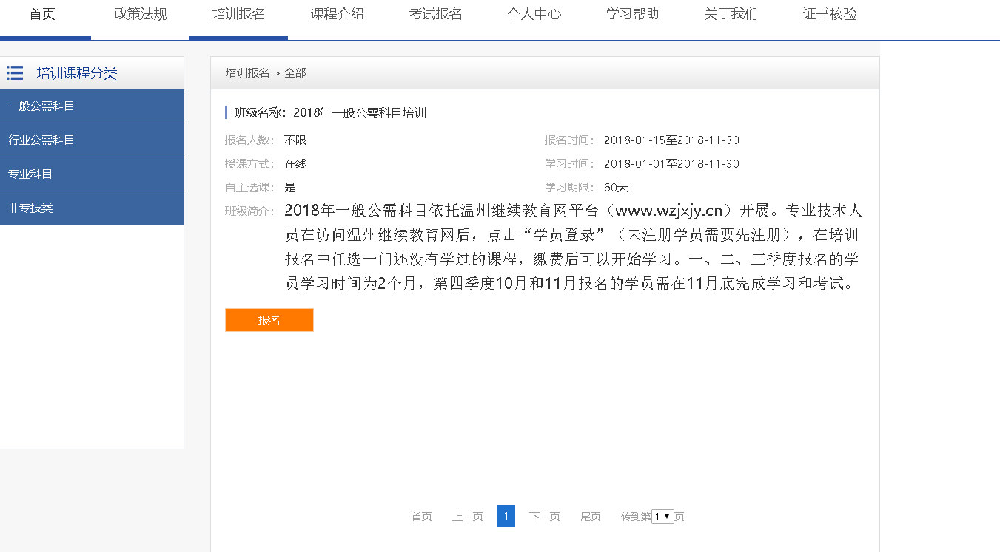 首页 政策法规 培训报名 课程介绍 考试报名 个人中心 学习帮助 关于我们 证书核验
培训课程分类
一般公需科目
行业公需科目
专业科目
非专技类
培训报名 > 全部
班级名称：2018年一般公需科目培训
报名人数： 不限 报名时间： 2018-01-15至2018-11-30
授课方式： 在线 学习时间： 2018-01-01至2018-11-30
自主选课： 是 学习期限： 60天
班级简介： 2018年一般公需科目依托温州继续教育网平台（www.wzjxjy.cn）开展。专业技术人
员在访问温州继续教育网后，点击“学员登录”（未注册学员需要先注册），在培训
报名中任选一门还没有学过的课程，缴费后可以开始学习。一、二、三季度报名的学
员学习时间为2个月，第四季度10月和11月报名的学员需在11月底完成学习和考试。
报名
首页 上一页 1 下一页 尾页 转到第1页